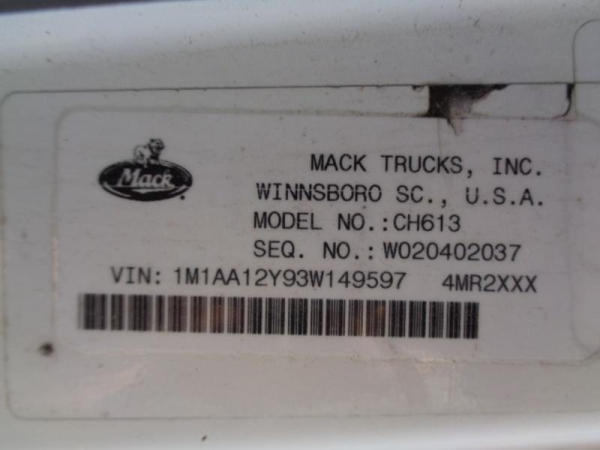 Mack
MACK TRUCKS, INC.
WINNSBORO SC., U.S.A.
MODEL NO.:CH613
SEQ. NO.: W020402037
VIN: 1M1AA12Y93W149597 4MR2XXX